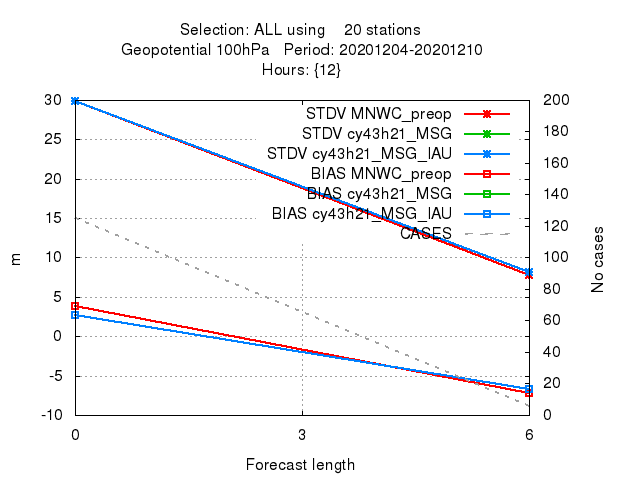 Selection: ALL using    20 stations
Geopotential 100hPa   Period: 20201204-20201210
Hours: {12}
30
25
20
15
10
5
0
-5
-10
m
STDV MNWC_preop
STDV cy43h21_MSG
STDV cy43h21_MSG_IAU
BIAS MNWC_preop
BIAS cy43h21_MSG
BIAS cy43h21_MSG_IAU
CASES
200
180
160
140
120
100
80
60
40
20
0
No cases
0
3
6
Forecast length